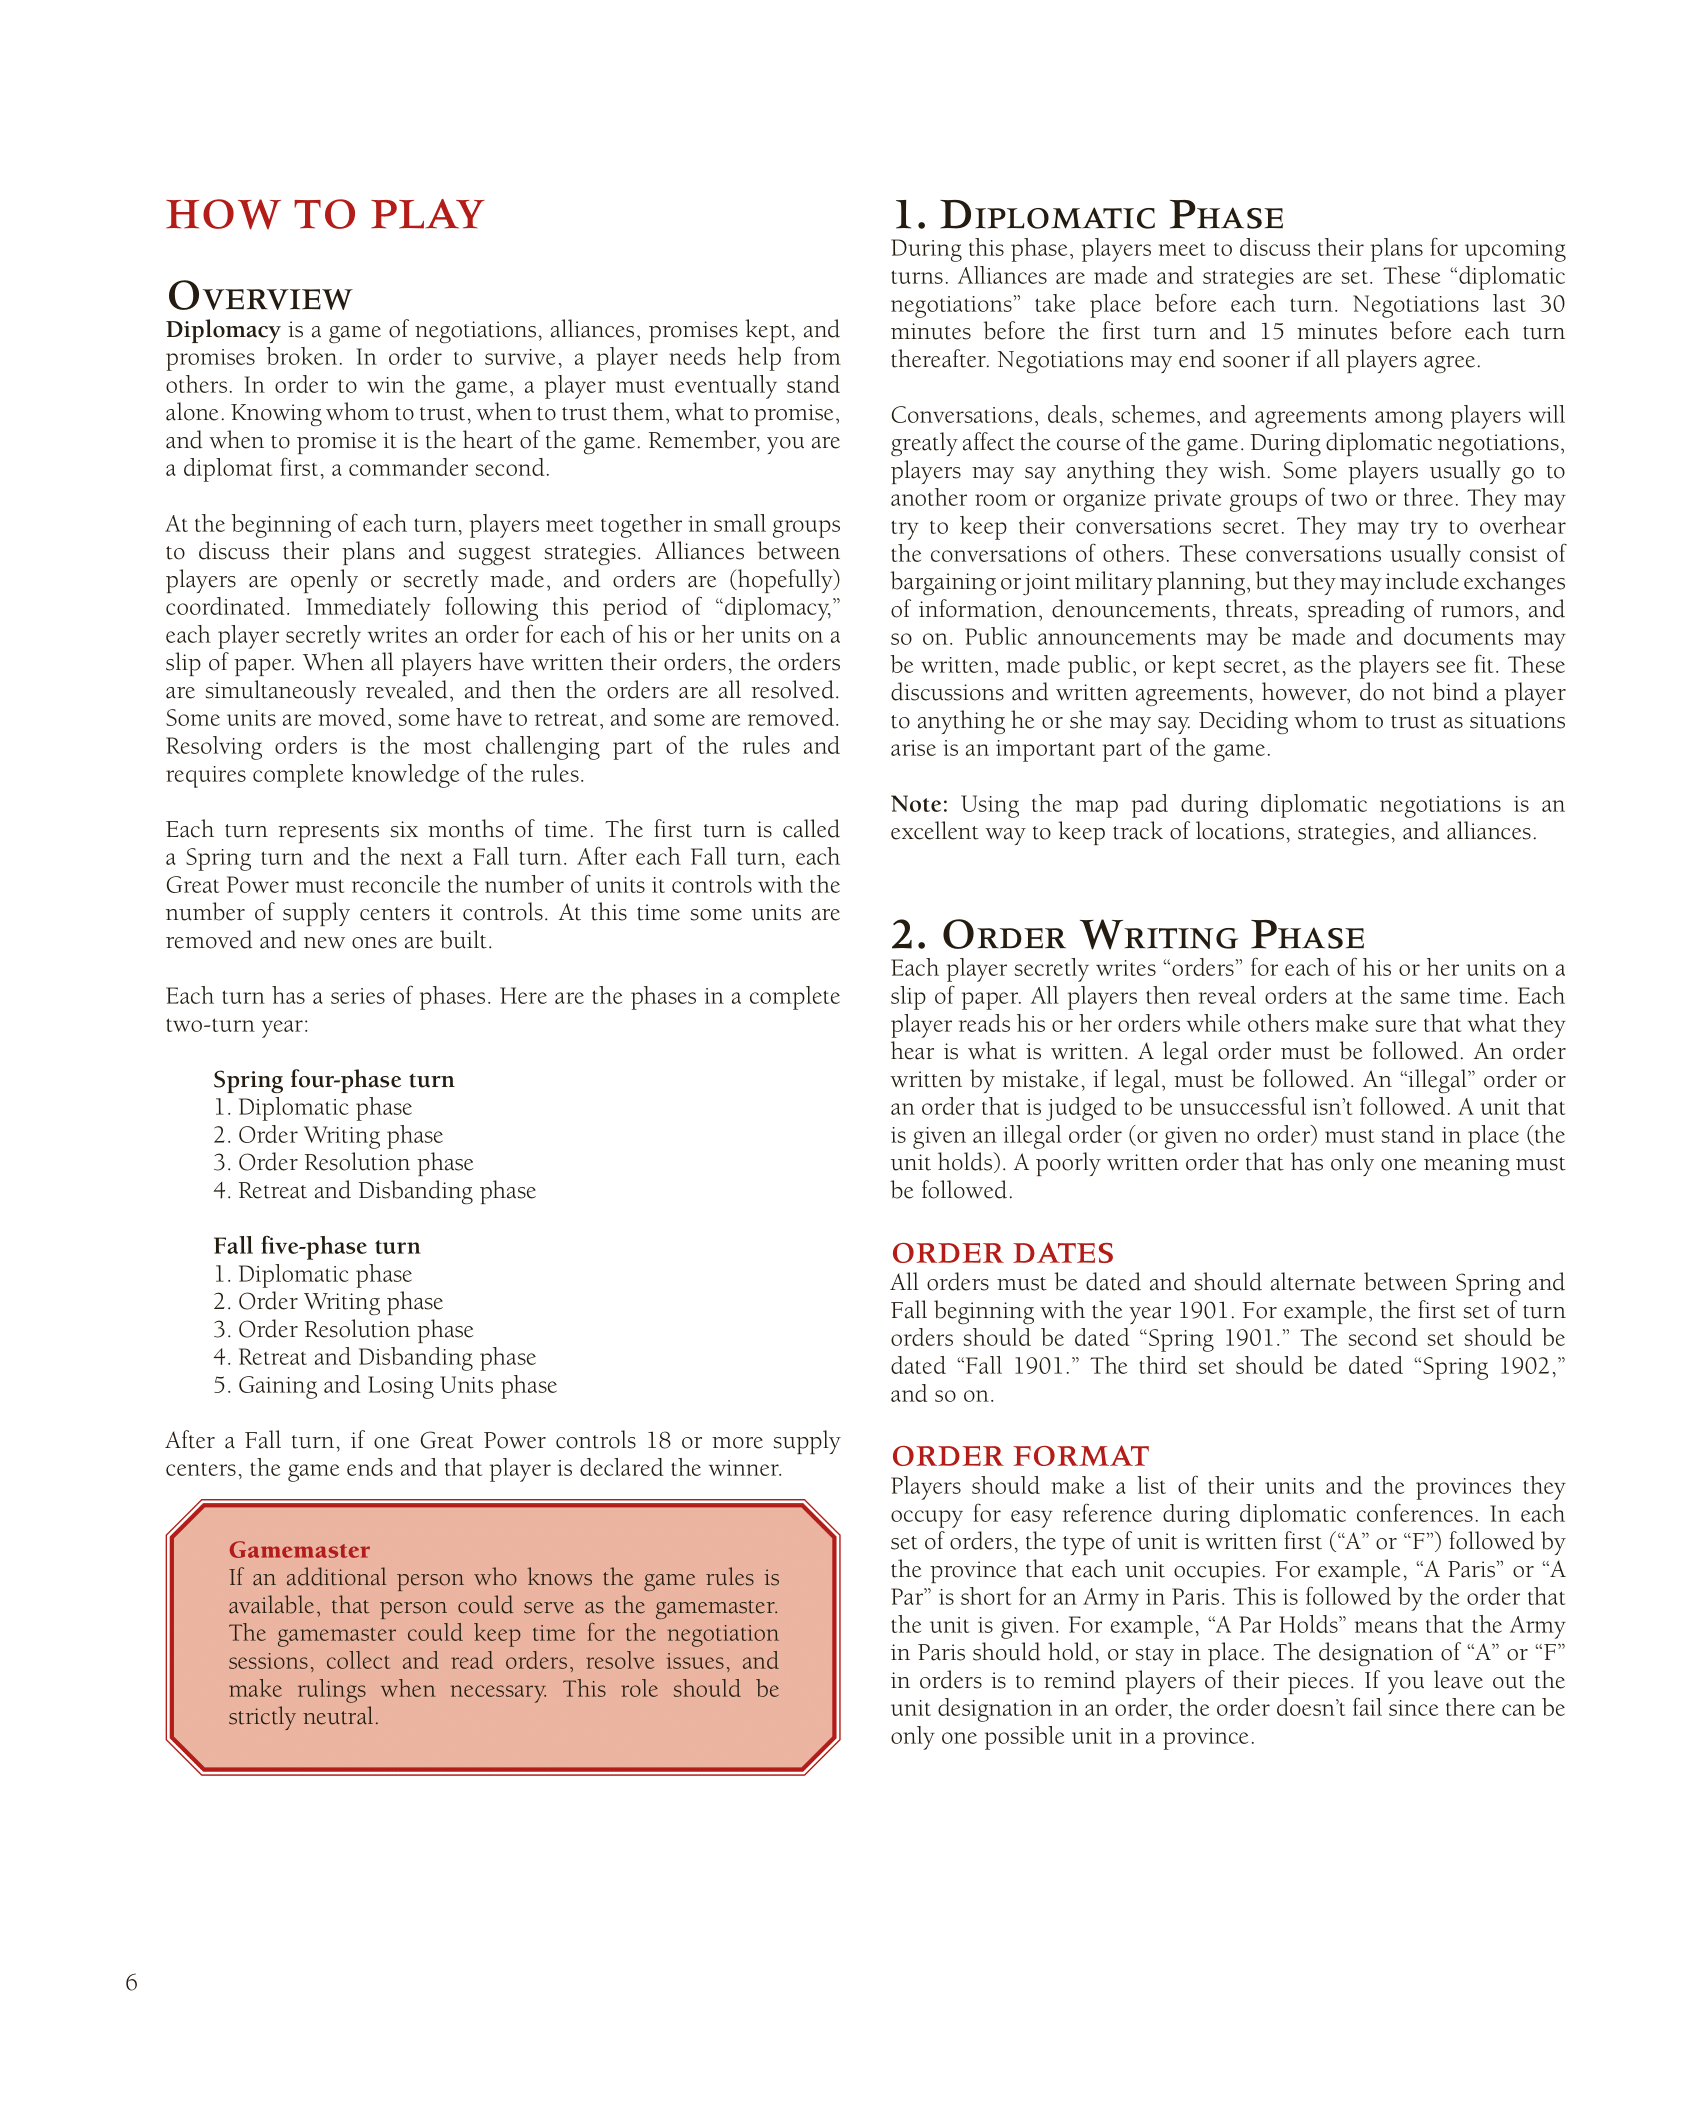 HOW TO PLAY
Overview
Diplomacy is a game of negotiations, alliances, promises kept, and
promises broken. In order to survive, a player needs help from
others. In order to win the game, a player must eventually stand
alone. Knowing whom to trust, when to trust them, what to promise,
and when to promise it is the heart of the game. Remember, you are
a diplomat first, a commander second.
At the beginning of each turn, players meet together in small groups
to discuss their plans and suggest strategies. Alliances between
players are openly or secretly made, and orders are (hopefully)
coordinated. Immediately following this period of “diplomacy,”
each player secretly writes an order for each of his or her units on a
slip of paper. When all players have written their orders, the orders
are simultaneously revealed, and then the orders are all resolved.
Some units are moved, some have to retreat, and some are removed.
Resolving orders is the most challenging part of the rules and
requires complete knowledge of the rules.
Each turn represents six months of time. The first turn is called
a Spring turn and the next a Fall turn. After each Fall turn, each
Great Power must reconcile the number of units it controls with the
number of supply centers it controls. At this time some units are
removed and new ones are built.
Each turn has a series of phases. Here are the phases in a complete
two-turn year:
Spring four-phase turn
1. Diplomatic phase
2. Order Writing phase
3. Order Resolution phase
4. Retreat and Disbanding phase
Fall five-phase turn
1. Diplomatic phase
2. Order Writing phase
3. Order Resolution phase
4. Retreat and Disbanding phase
5. Gaining and Losing Units phase
After a Fall turn, if one Great Power controls 18 or more supply
centers, the game ends and that player is declared the winner.
Gamemaster
If an additional person who knows the game rules is
available, that person could serve as the gamemaster.
The gamemaster could keep time for the negotiation
sessions, collect and read orders, resolve issues, and
make rulings when necessary. This role should be
strictly neutral.
1. Diplomatic Phase
During this phase, players meet to discuss their plans for upcoming
turns. Alliances are made and strategies are set. These “diplomatic
negotiations” take place before each turn. Negotiations last 30
minutes before the first turn and 15 minutes before each turn
thereafter. Negotiations may end sooner if all players agree.
Conversations, deals, schemes, and agreements among players will
greatly affect the course of the game. During diplomatic negotiations,
players may say anything they wish. Some players usually go to
another room or organize private groups of two or three. They may
try to keep their conversations secret. They may try to overhear
the conversations of others. These conversations usually consist of
bargaining or joint military planning, but they may include exchanges
of information, denouncements, threats, spreading of rumors, and
so on. Public announcements may be made and documents may
be written, made public, or kept secret, as the players see fit. These
discussions and written agreements, however, do not bind a player
to anything he or she may say. Deciding whom to trust as situations
arise is an important part of the game.
Note: Using the map pad during diplomatic negotiations is an
excellent way to keep track of locations, strategies, and alliances.
2. Order Writing Phase
Each player secretly writes “orders” for each of his or her units on a
slip of paper. All players then reveal orders at the same time. Each
player reads his or her orders while others make sure that what they
hear is what is written. A legal order must be followed. An order
written by mistake, if legal, must be followed. An “illegal” order or
an order that is judged to be unsuccessful isn’t followed. A unit that
is given an illegal order (or given no order) must stand in place (the
unit holds). A poorly written order that has only one meaning must
be followed.
ORDER DATES
All orders must be dated and should alternate between Spring and
Fall beginning with the year 1901. For example, the first set of turn
orders should be dated “Spring 1901.” The second set should be
dated “Fall 1901.” The third set should be dated “Spring 1902,”
and so on.
ORDER FORMAT
Players should make a list of their units and the provinces they
occupy for easy reference during diplomatic conferences. In each
set of orders, the type of unit is written first (“A” or “F”) followed by
the province that each unit occupies. For example, “A Paris” or “A
Par” is short for an Army in Paris. This is followed by the order that
the unit is given. For example, “A Par Holds” means that the Army
in Paris should hold, or stay in place. The designation of “A” or “F”
in orders is to remind players of their pieces. If you leave out the
unit designation in an order, the order doesn’t fail since there can be
only one possible unit in a province.
6